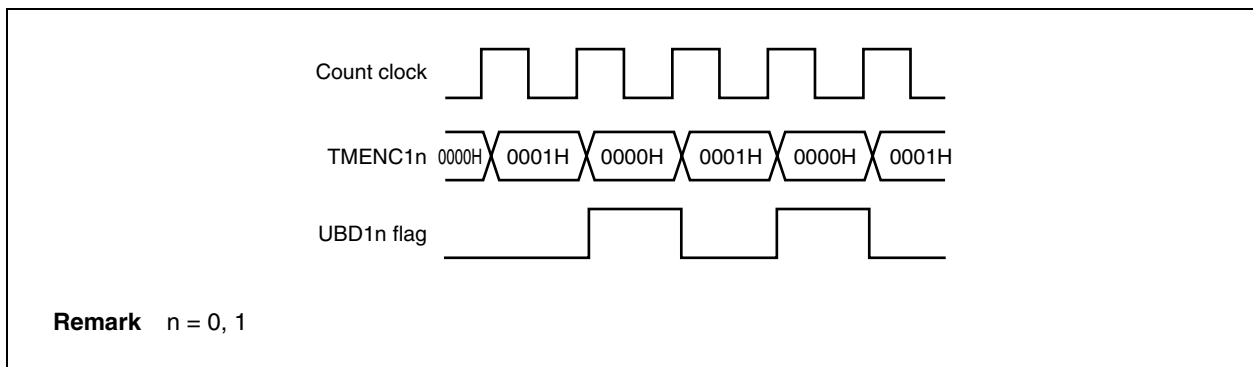 Count clock
TMENC1n 0000H 0001H 0000H 0001H 0000H 0001H
UBD1n flag
Remark n = 0, 1